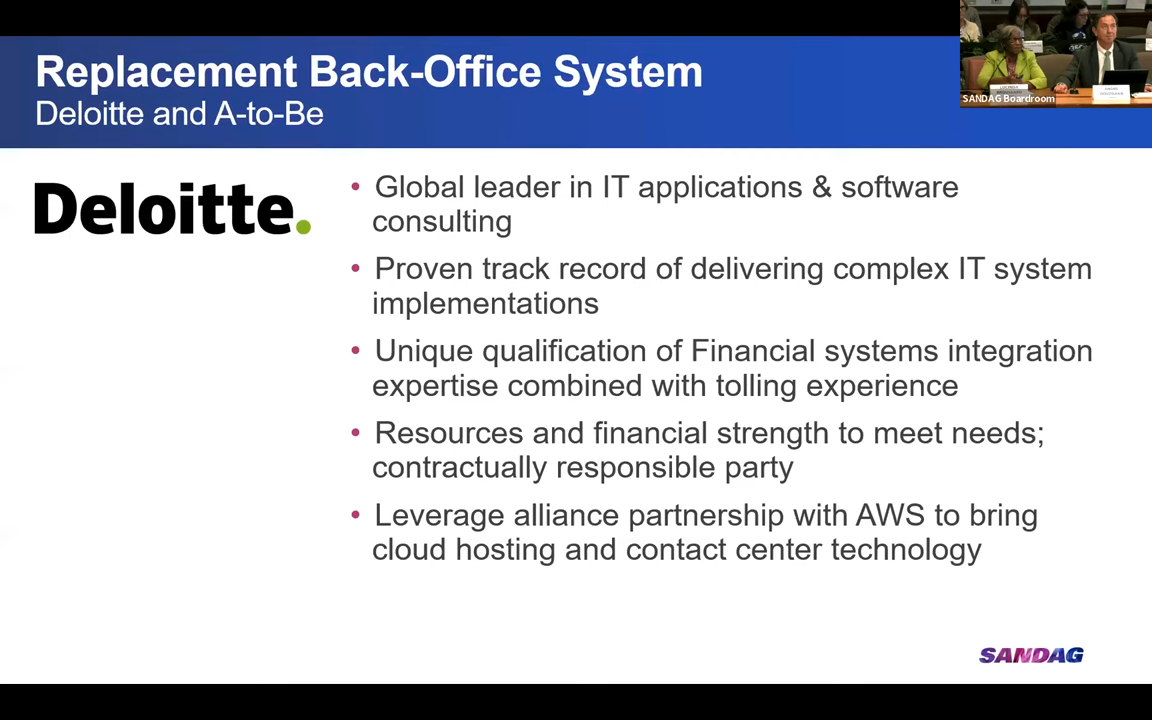 Replacement Back-Office System
Deloitte and A-to-Be
SANDAG Boardroom
Deloitte.
• Global leader in IT applications & software
consulting
• Proven track record of delivering complex IT system
implementations
• Unique qualification of Financial systems integration
expertise combined with tolling experience
• Resources and financial strength to meet needs;
contractually responsible party
• Leverage alliance partnership with AWS to bring
cloud hosting and contact center technology
SANDAG